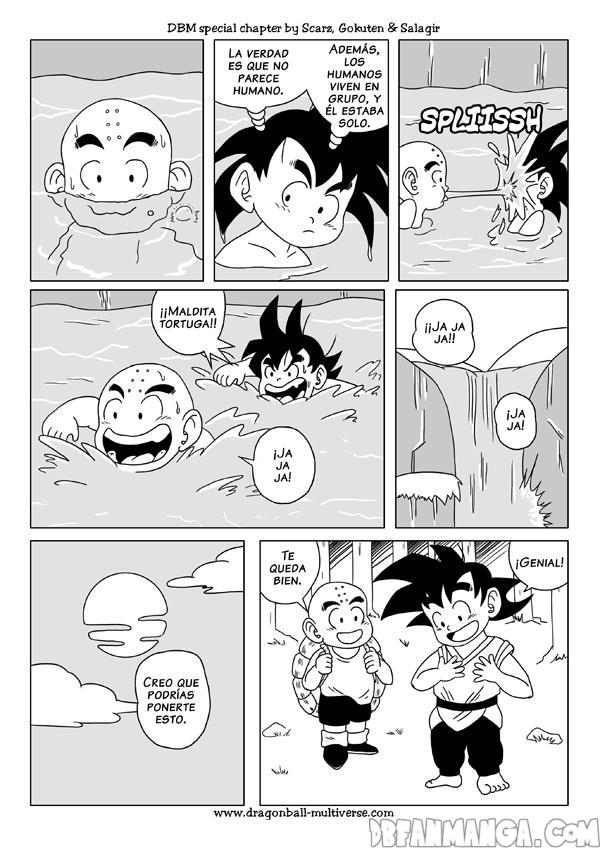 DBM special chapter by Scarz, Gokuten & Salagir
LA VERDAD
ES QUE NO
PARECE
HUMANO.
ADEMÁS,
LOS
HUMANOS
VIVEN EN
GRUPO, Y
ÉL ESTABA
SOLO.
SPLIISSH
¡¡MALDITA
TORTUGA!!
¡JA
JA
JA!
¡¡JA JA
JA!!
¡JA
JA!
CREO QUE
PODRÍAS
PONERTE
ESTO.
TE
QUEDA
BIEN.
¡GENIAL!
www.dragonball-multiverse.com
DBFANMANGA.COM